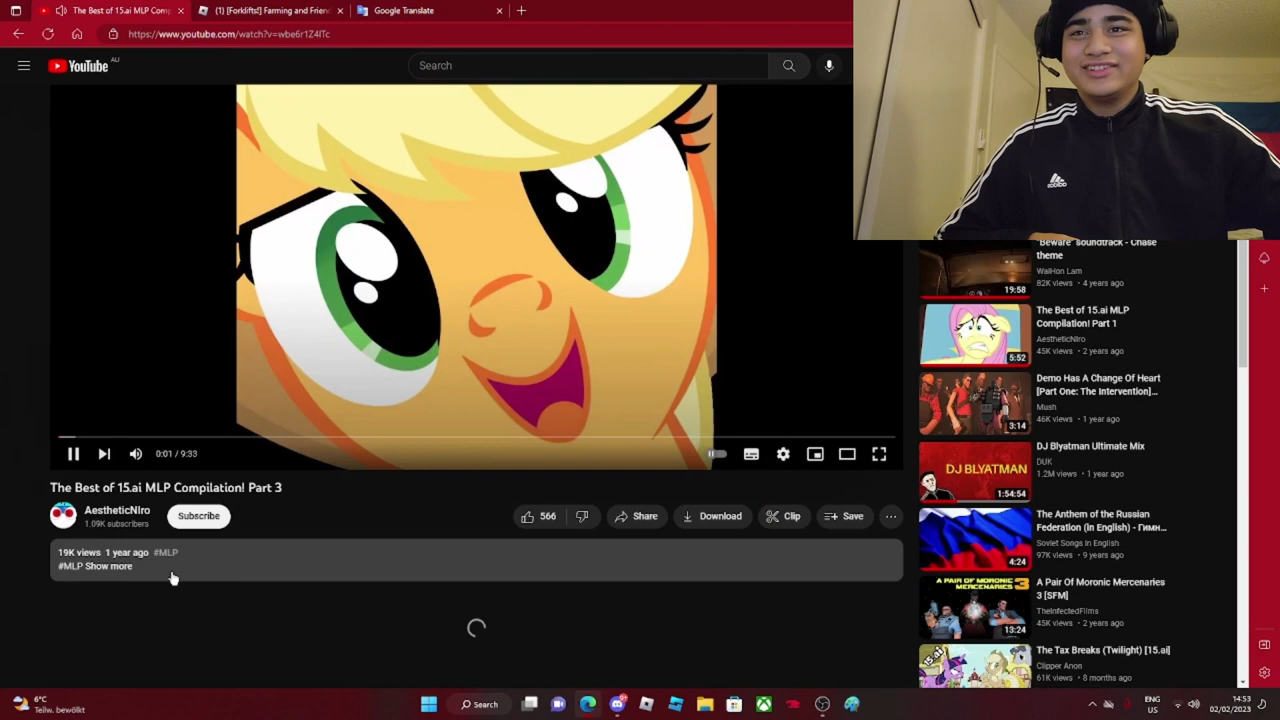 The Best of 15.ai MLP Comp
(1) [Forklifts!] Farming and Frien
Google Translate
https://www.youtube.com/watch?v=wbe6r1Z4ITc
YouTube AU
Search
adidas
"Beware" soundtrack - Chase
theme
WaiHon Lam
82K views • 4 years ago
19:58
The Best of 15.ai MLP
Compilation! Part 1
AestheticNIro
45K views • 2 years ago
5:52
Demo Has A Change Of Heart
[Part One: The Intervention]...
Mush
46K views • 1 year ago
3:14
0:01 / 9:33
DJ Blyatman Ultimate Mix
DUK
1.2M views • 1 year ago
DJ BLYATMAN
1:54:54
The Best of 15.ai MLP Compilation! Part 3
AestheticNIro
1.09K subscribers
Subscribe
566
Share
Download
Clip
Save
The Anthem of the Russian
Federation (in English) - Гимн...
Soviet Songs in English
97K views • 9 years ago
4:24
19K views 1 year ago #MLP
#MLP Show more
A Pair Of Moronic Mercenaries
3 [SFM]
TheInfectedFilms
45K views • 2 years ago
A PAIR OF MORONIC
MERCENARIES 3
13:24
The Tax Breaks (Twilight) [15.ai]
Clipper Anon
61K views • 8 months ago
15.ai
6°C
Teilw. bewölkt
Search
ENG
US
14:53
02/02/2023